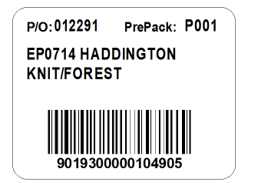 P/O:012291 PrePack: P001
EP0714 HADDINGTON
KNIT/FOREST
9019300000104905